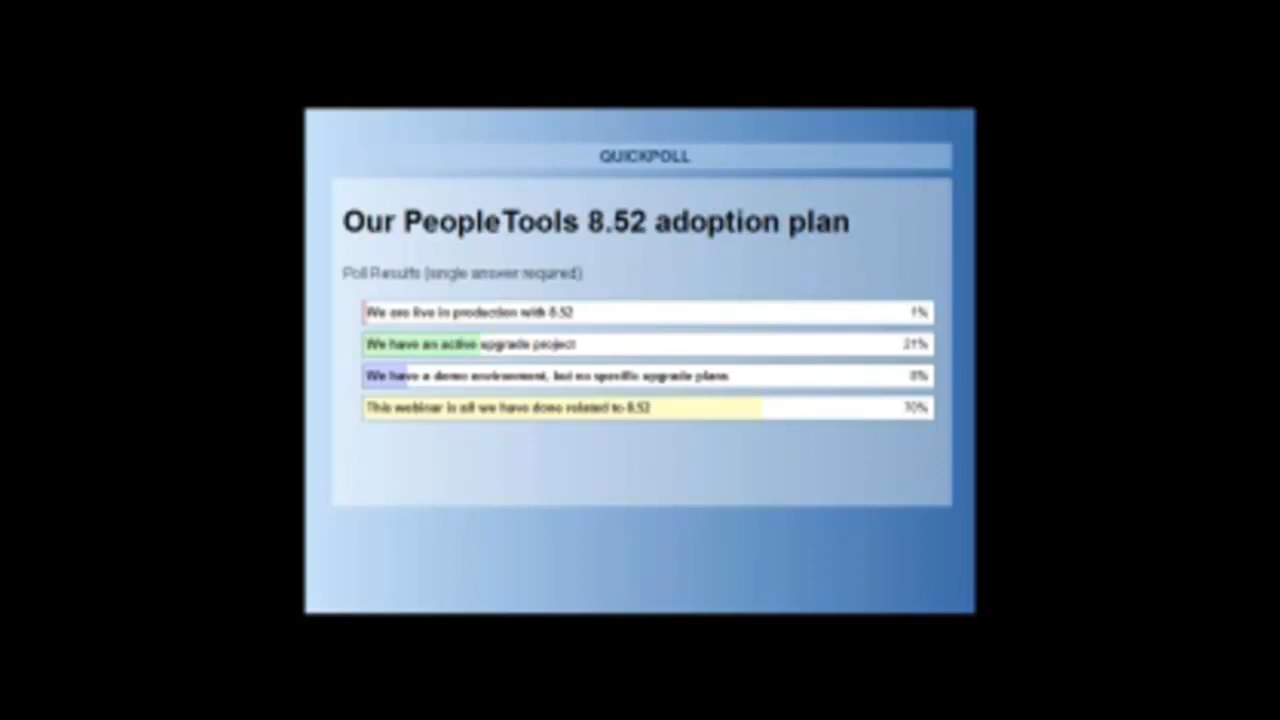 QUICKPOLL
Our PeopleTools 8.52 adoption plan
Poll Results (single answer required)
We are live in production with 8.52 1%
We have an active upgrade project 21%
We have a demo environment, but no specific upgrade plans 8%
This webinar is all we have done related to 8.52 70%